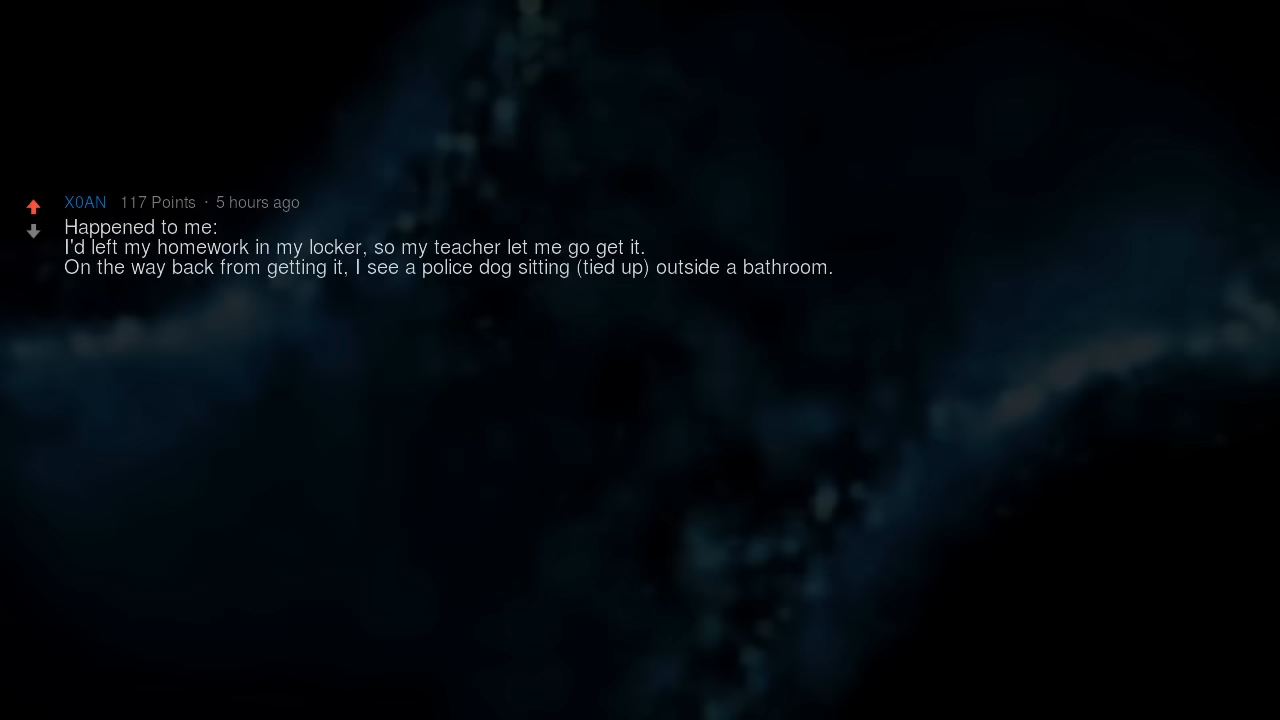 X0AN 117 Points · 5 hours ago
Happened to me:
I'd left my homework in my locker, so my teacher let me go get it.
On the way back from getting it, I see a police dog sitting (tied up) outside a bathroom.